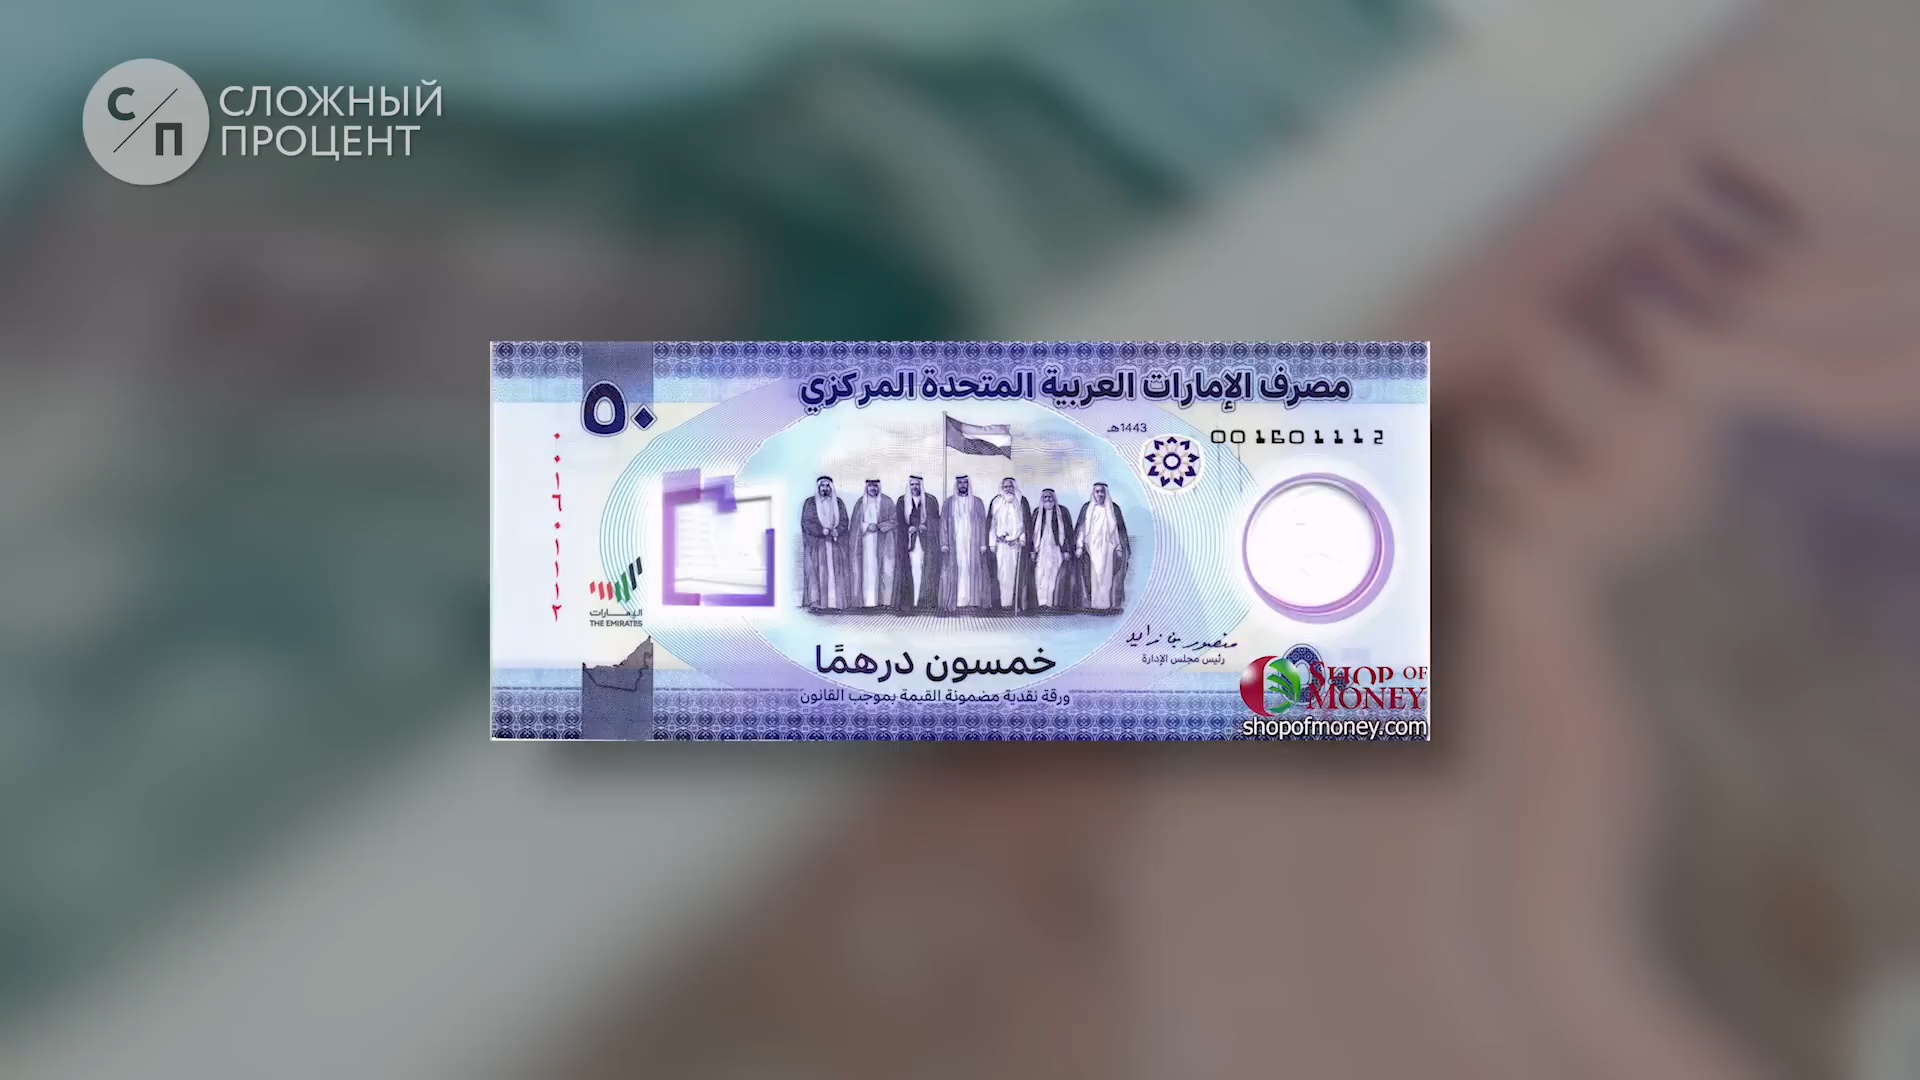 С/П
СЛОЖНЫЙ
ПРОЦЕНТ
مصرف الإمارات العربية المتحدة المركزي
٥٠
1443هـ
001601112
٠٠١٦٠١١١٢
الإمارات
THE EMIRATES
منصور بن زايد
رئيس مجلس الإدارة
خمسون درهمًا
ورقة نقدية مضمونة القيمة بموجب القانون
SHOP OF
MONEY
shopofmoney.com